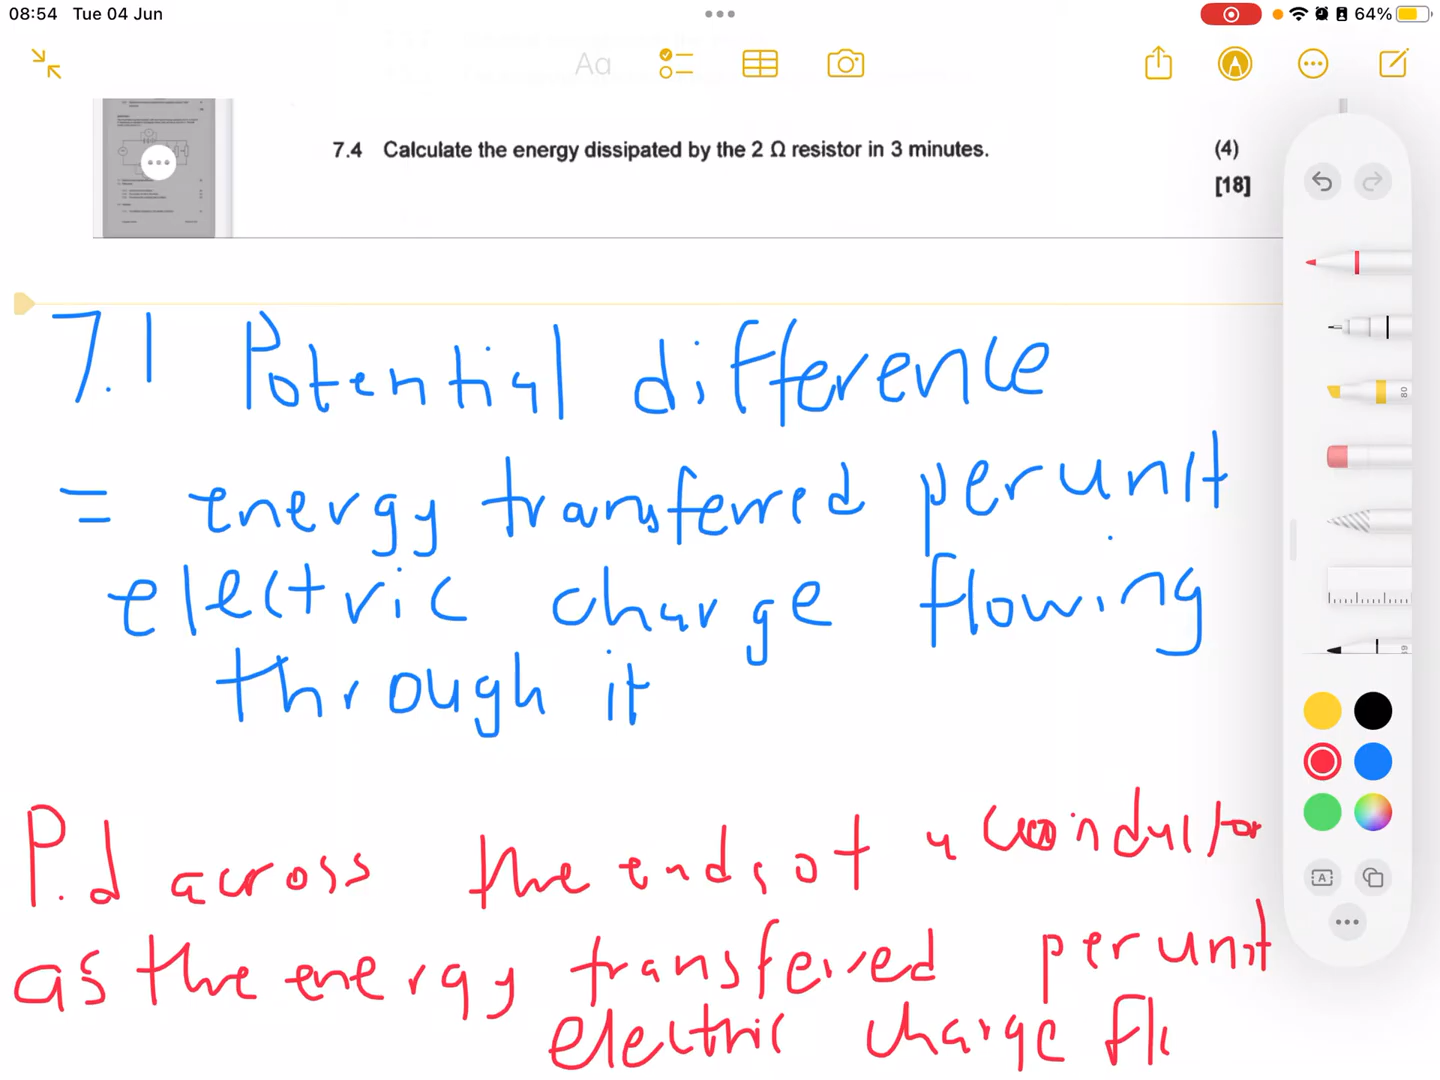 08:54 Tue 04 Jun
64%
Aa
7.4 Calculate the energy dissipated by the 2 Ω resistor in 3 minutes. (4)
[18]
7.1 Potential difference
= energy transferred per unit
electric charge flowing
through it
P.d across the ends of a conductor
as the energy transferred per unit
electric charge fl
80
A